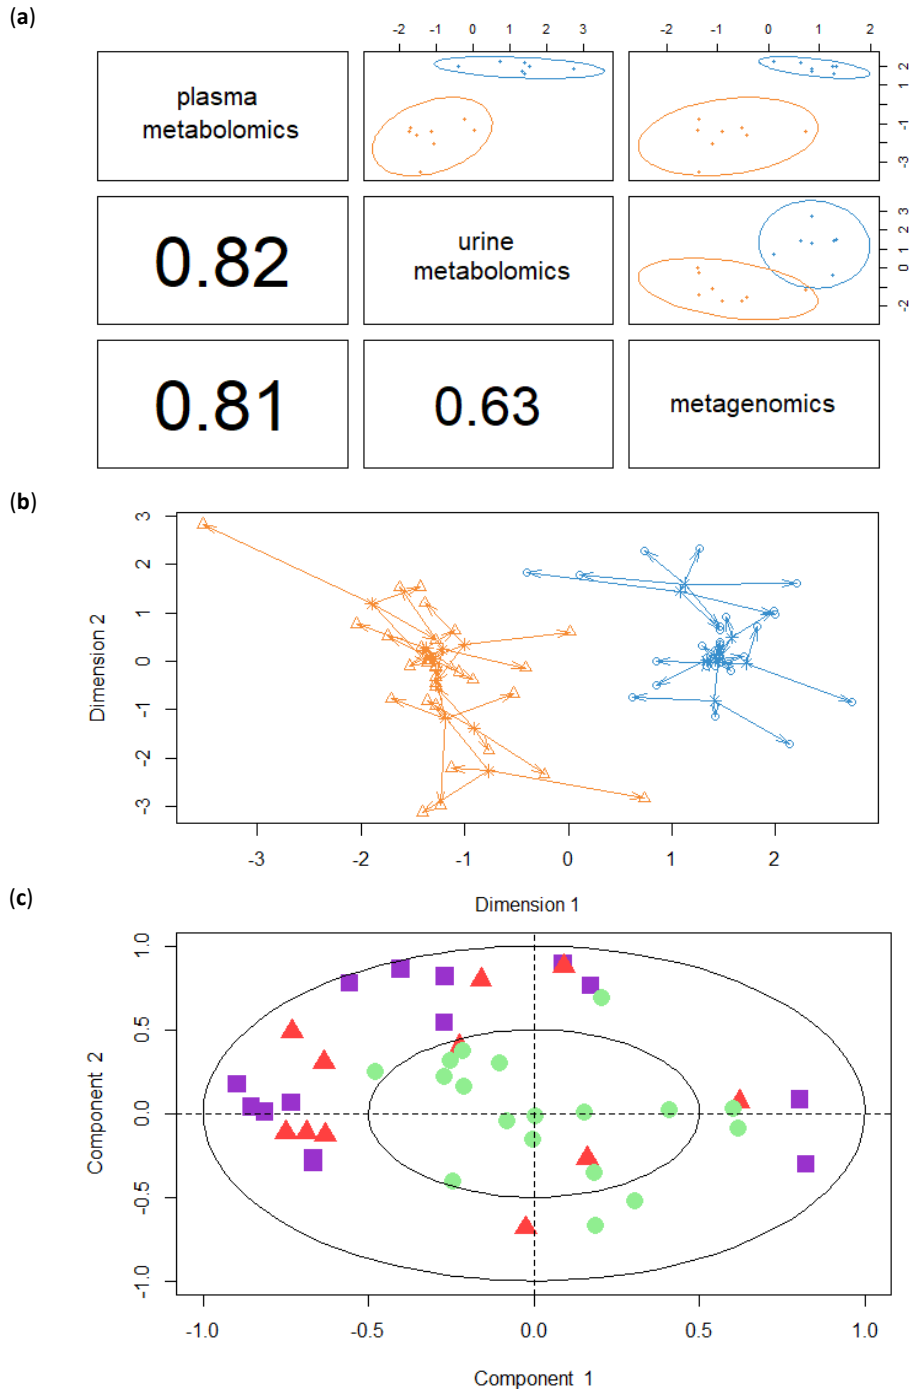 (a)
-2 -1 0 1 2 3
-2 -1 0 1 2
plasma
metabolomics
2
1
-1
-3
0.82
urine
metabolomics
3
2
1
0
-2
0.81
0.63
metagenomics
(b)
3
2
1
0
-1
-2
-3
Dimension 2
-3 -2 -1 0 1 2
Dimension 1
(c)
1.0
0.5
0.0
-0.5
-1.0
Component 2
-1.0 -0.5 0.0 0.5 1.0
Component 1